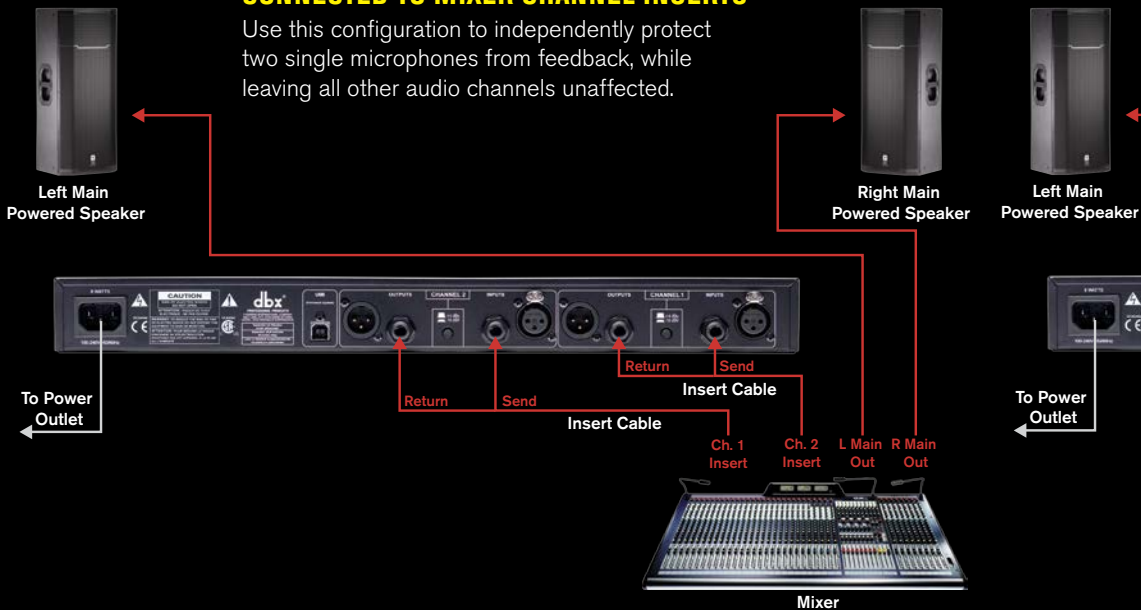 CONNECTED TO MIXER CHANNEL INSERTS
Use this configuration to independently protect
two single microphones from feedback, while
leaving all other audio channels unaffected.
Left Main
Powered Speaker
Right Main
Powered Speaker
Left Main
Powered Speaker
CAUTION
dbx
USB
OUTPUTS
CHANNEL 2
INPUTS
OUTPUTS
CHANNEL 1
INPUTS
To Power
Outlet
Return
Send
Insert Cable
Return
Send
Insert Cable
Ch. 1
Insert
Ch. 2
Insert
L Main
Out
R Main
Out
Mixer
To Power
Outlet